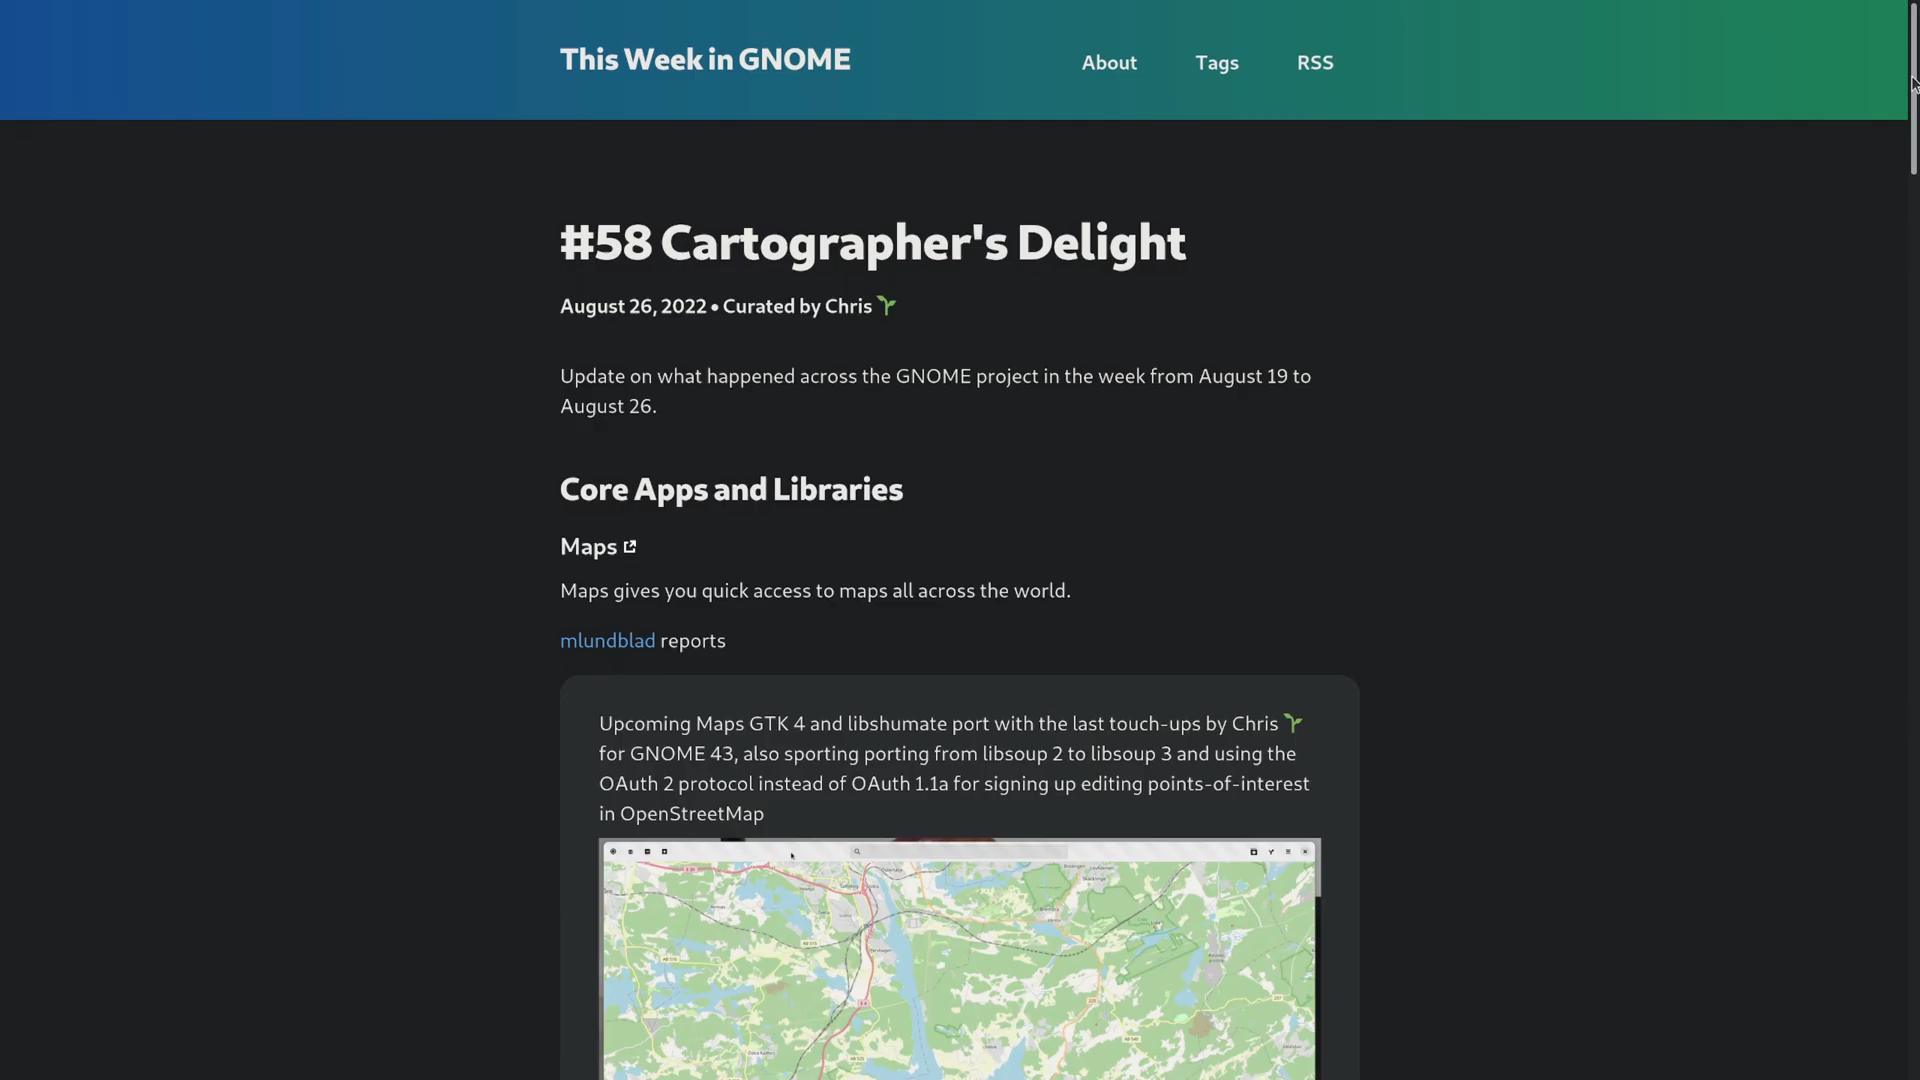 This Week in GNOME
About Tags RSS
#58 Cartographer's Delight
August 26, 2022 • Curated by Chris 🌱
Update on what happened across the GNOME project in the week from August 19 to
August 26.
Core Apps and Libraries
Maps
Maps gives you quick access to maps all across the world.
mlundblad reports
Upcoming Maps GTK 4 and libshumate port with the last touch-ups by Chris 🌱
for GNOME 43, also sporting porting from libsoup 2 to libsoup 3 and using the
OAuth 2 protocol instead of OAuth 1.1a for signing up editing points-of-interest
in OpenStreetMap